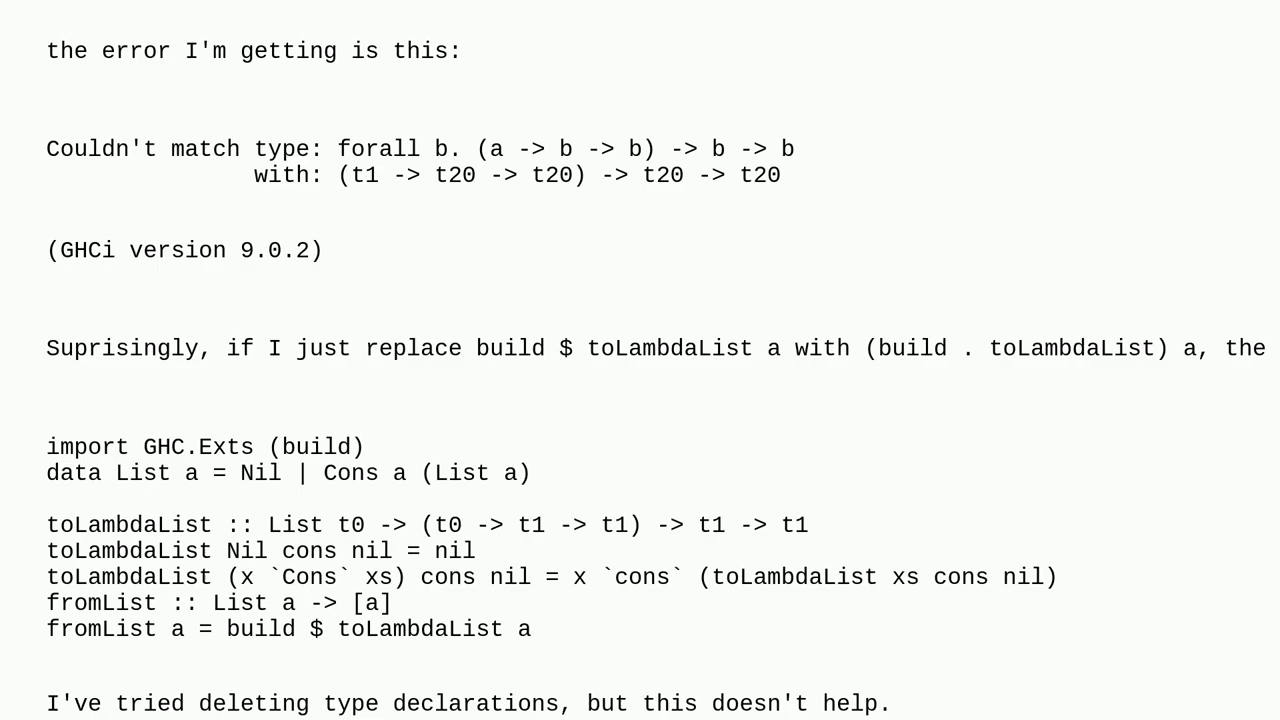 the error I'm getting is this:
Couldn't match type: forall b. (a -> b -> b) -> b -> b
with: (t1 -> t20 -> t20) -> t20 -> t20
(GHCi version 9.0.2)
Suprisingly, if I just replace build $ toLambdaList a with (build . toLambdaList) a, the
import GHC.Exts (build)
data List a = Nil | Cons a (List a)
toLambdaList :: List t0 -> (t0 -> t1 -> t1) -> t1 -> t1
toLambdaList Nil cons nil = nil
toLambdaList (x `Cons` xs) cons nil = x `cons` (toLambdaList xs cons nil)
fromList :: List a -> [a]
fromList a = build $ toLambdaList a
I've tried deleting type declarations, but this doesn't help.